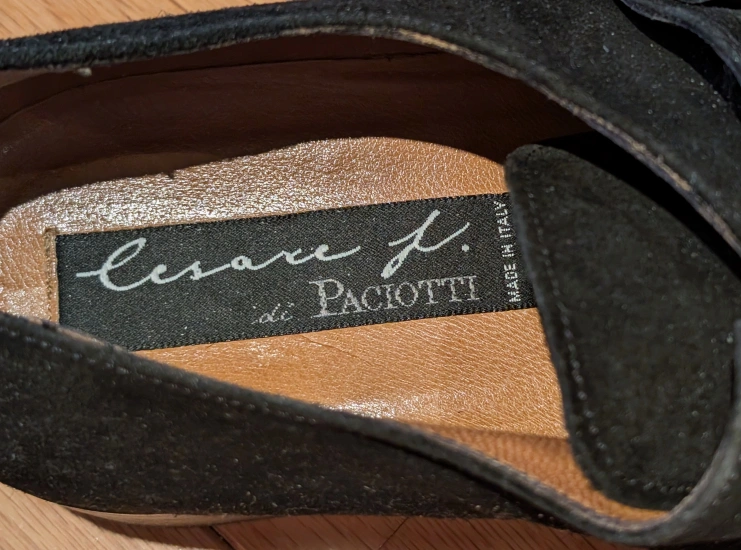 Cesare P.
di PACIOTTI
MADE IN ITALY